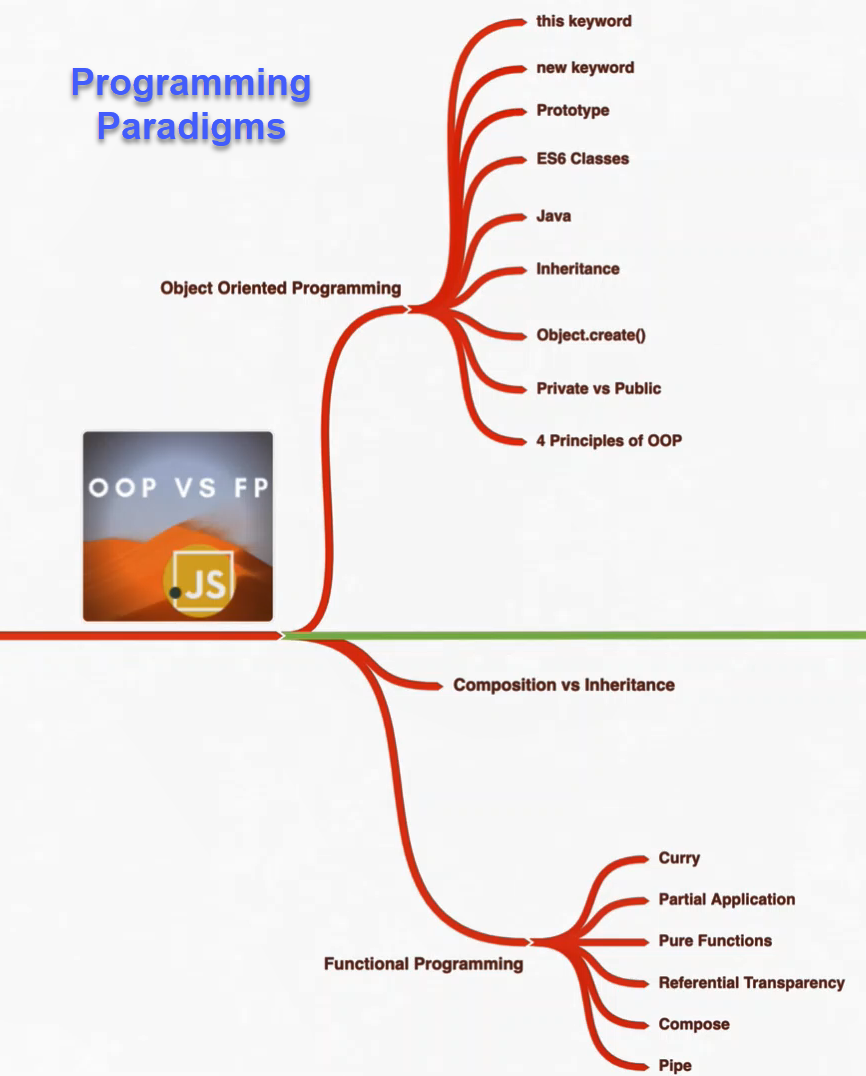 Programming
Paradigms
this keyword
new keyword
Prototype
ES6 Classes
Java
Inheritance
Object.create()
Private vs Public
4 Principles of OOP
Object Oriented Programming
OOP VS FP
JS
Composition vs Inheritance
Curry
Partial Application
Pure Functions
Referential Transparency
Compose
Pipe
Functional Programming